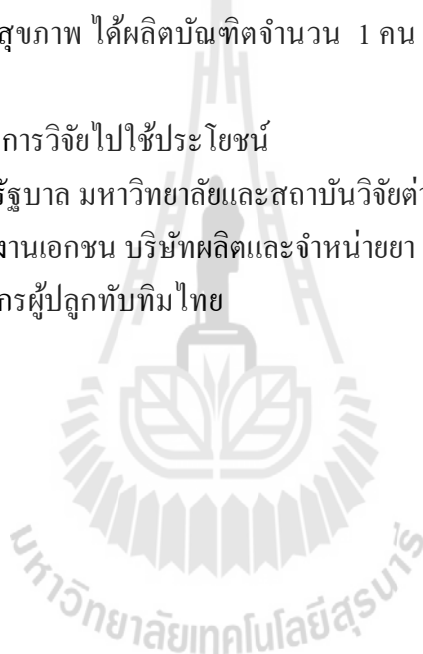 สุขภาพ ได้ผลิตบัณฑิตจำนวน 1 คน
การวิจัยไปใช้ประโยชน์
รัฐบาล มหาวิทยาลัยและสถาบันวิจัยต่
งานเอกชน บริษัทผลิตและจำหน่ายยา
กรผู้ปลูกทับทิมไทย
มหาวิทยาลัยเทคโนโลยีสุรนารี